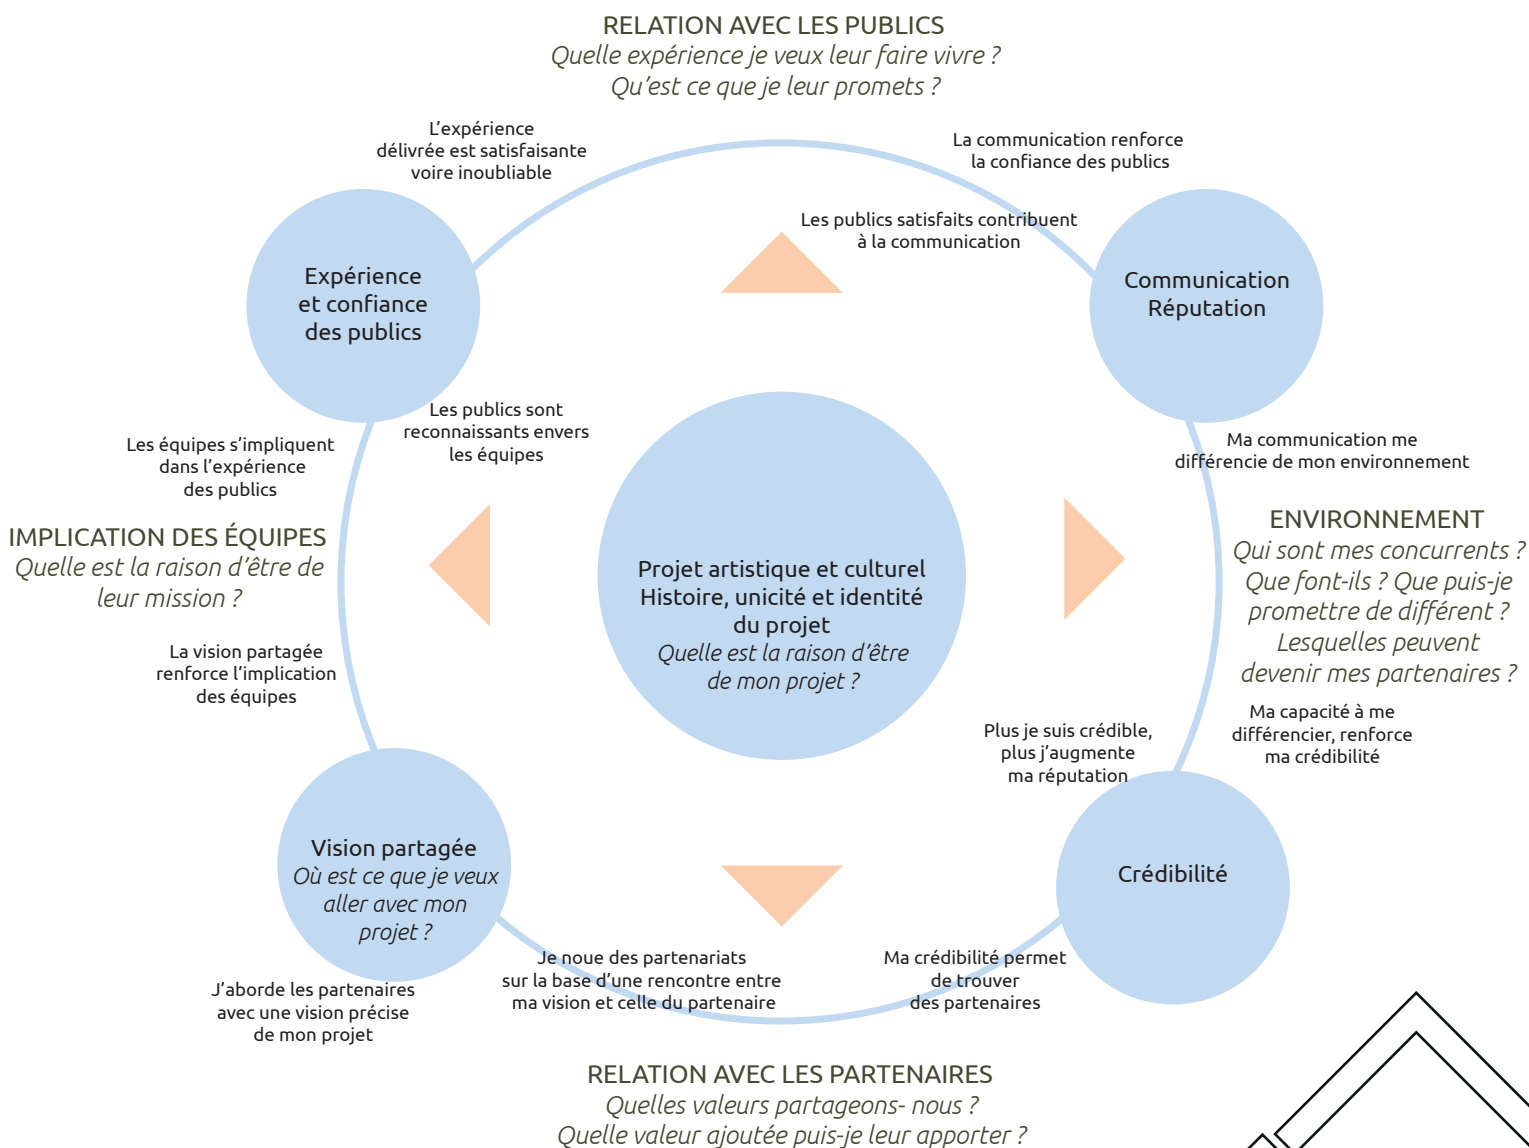 RELATION AVEC LES PUBLICS
Quelle expérience je veux leur faire vivre ?
Qu'est ce que je leur promets ?
L'expérience
délivrée est satisfaisante
voire inoubliable
La communication renforce
la confiance des publics
Les publics satisfaits contribuent
à la communication
Expérience
et confiance
des publics
Communication
Réputation
Les publics sont
reconnaissants envers
les équipes
Les équipes s'impliquent
dans l'expérience
des publics
Ma communication me
différencie de mon environnement
IMPLICATION DES ÉQUIPES
Quelle est la raison d'être de
leur mission ?
ENVIRONNEMENT
Qui sont mes concurrents ?
Que font-ils ? Que puis-je
promettre de différent ?
Lesquelles peuvent
devenir mes partenaires ?
Projet artistique et culturel
Histoire, unicité et identité
du projet
Quelle est la raison d'être
de mon projet ?
La vision partagée
renforce l'implication
des équipes
Plus je suis crédible,
plus j'augmente
ma réputation
Ma capacité à me
différencier, renforce
ma crédibilité
Vision partagée
Où est ce que je veux
aller avec mon
projet ?
Crédibilité
J'aborde les partenaires
avec une vision précise
de mon projet
Je noue des partenariats
sur la base d'une rencontre entre
ma vision et celle du partenaire
Ma crédibilité permet
de trouver
des partenaires
RELATION AVEC LES PARTENAIRES
Quelles valeurs partageons- nous ?
Quelle valeur ajoutée puis-je leur apporter ?